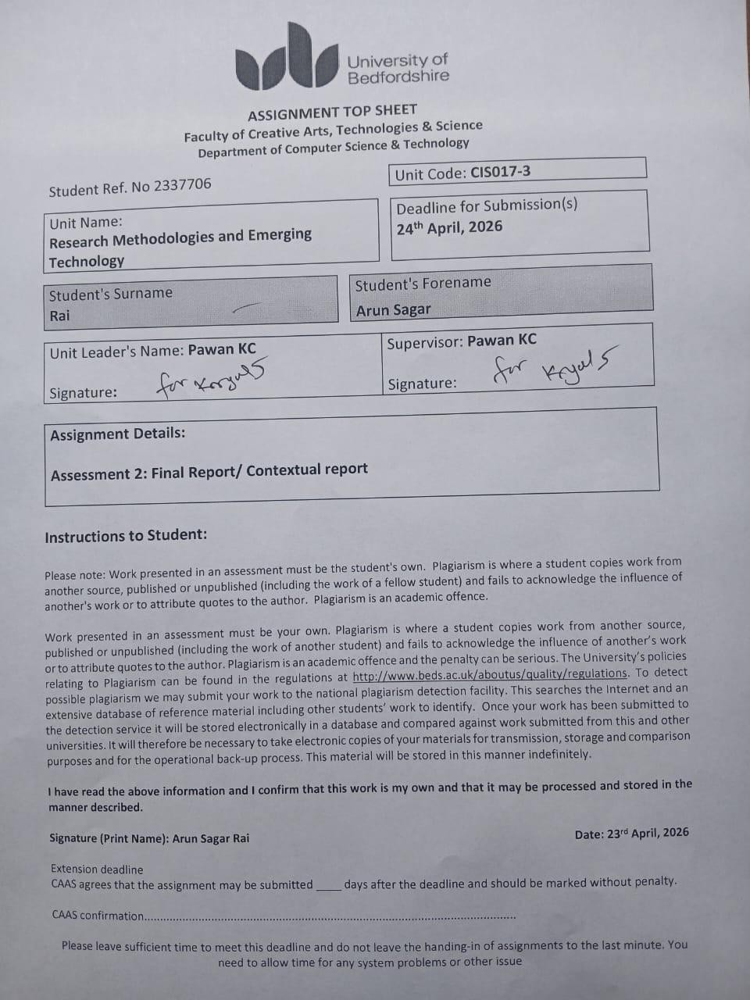 University of
Bedfordshire
ASSIGNMENT TOP SHEET
Faculty of Creative Arts, Technologies & Science
Department of Computer Science & Technology
Student Ref. No 2337706
Unit Code: CIS017-3
Unit Name:
Research Methodologies and Emerging
Technology
Deadline for Submission(s)
24th April, 2026
Student's Surname
Rai
Student's Forename
Arun Sagar
Unit Leader's Name: Pawan KC
Signature: for
Supervisor: Pawan KC
Signature: for
Assignment Details:
Assessment 2: Final Report/ Contextual report
Instructions to Student:
Please note: Work presented in an assessment must be the student's own. Plagiarism is where a student copies work from
another source, published or unpublished (including the work of a fellow student) and fails to acknowledge the influence of
another's work or to attribute quotes to the author. Plagiarism is an academic offence.
Work presented in an assessment must be your own. Plagiarism is where a student copies work from another source,
published or unpublished (including the work of another student) and fails to acknowledge the influence of another's work
or to attribute quotes to the author. Plagiarism is an academic offence and the penalty can be serious. The University's policies
relating to Plagiarism can be found in the regulations at http://www.beds.ac.uk/aboutus/quality/regulations. To detect
possible plagiarism we may submit your work to the national plagiarism detection facility. This searches the Internet and an
extensive database of reference material including other students' work to identify. Once your work has been submitted to
the detection service it will be stored electronically in a database and compared against work submitted from this and other
universities. It will therefore be necessary to take electronic copies of your materials for transmission, storage and comparison
purposes and for the operational back-up process. This material will be stored in this manner indefinitely.
I have read the above information and I confirm that this work is my own and that it may be processed and stored in the
manner described.
Signature (Print Name): Arun Sagar Rai
Date: 23rd April, 2026
Extension deadline
CAAS agrees that the assignment may be submitted ____ days after the deadline and should be marked without penalty.
CAAS confirmation....................................................................................................................
Please leave sufficient time to meet this deadline and do not leave the handing-in of assignments to the last minute. You
need to allow time for any system problems or other issue